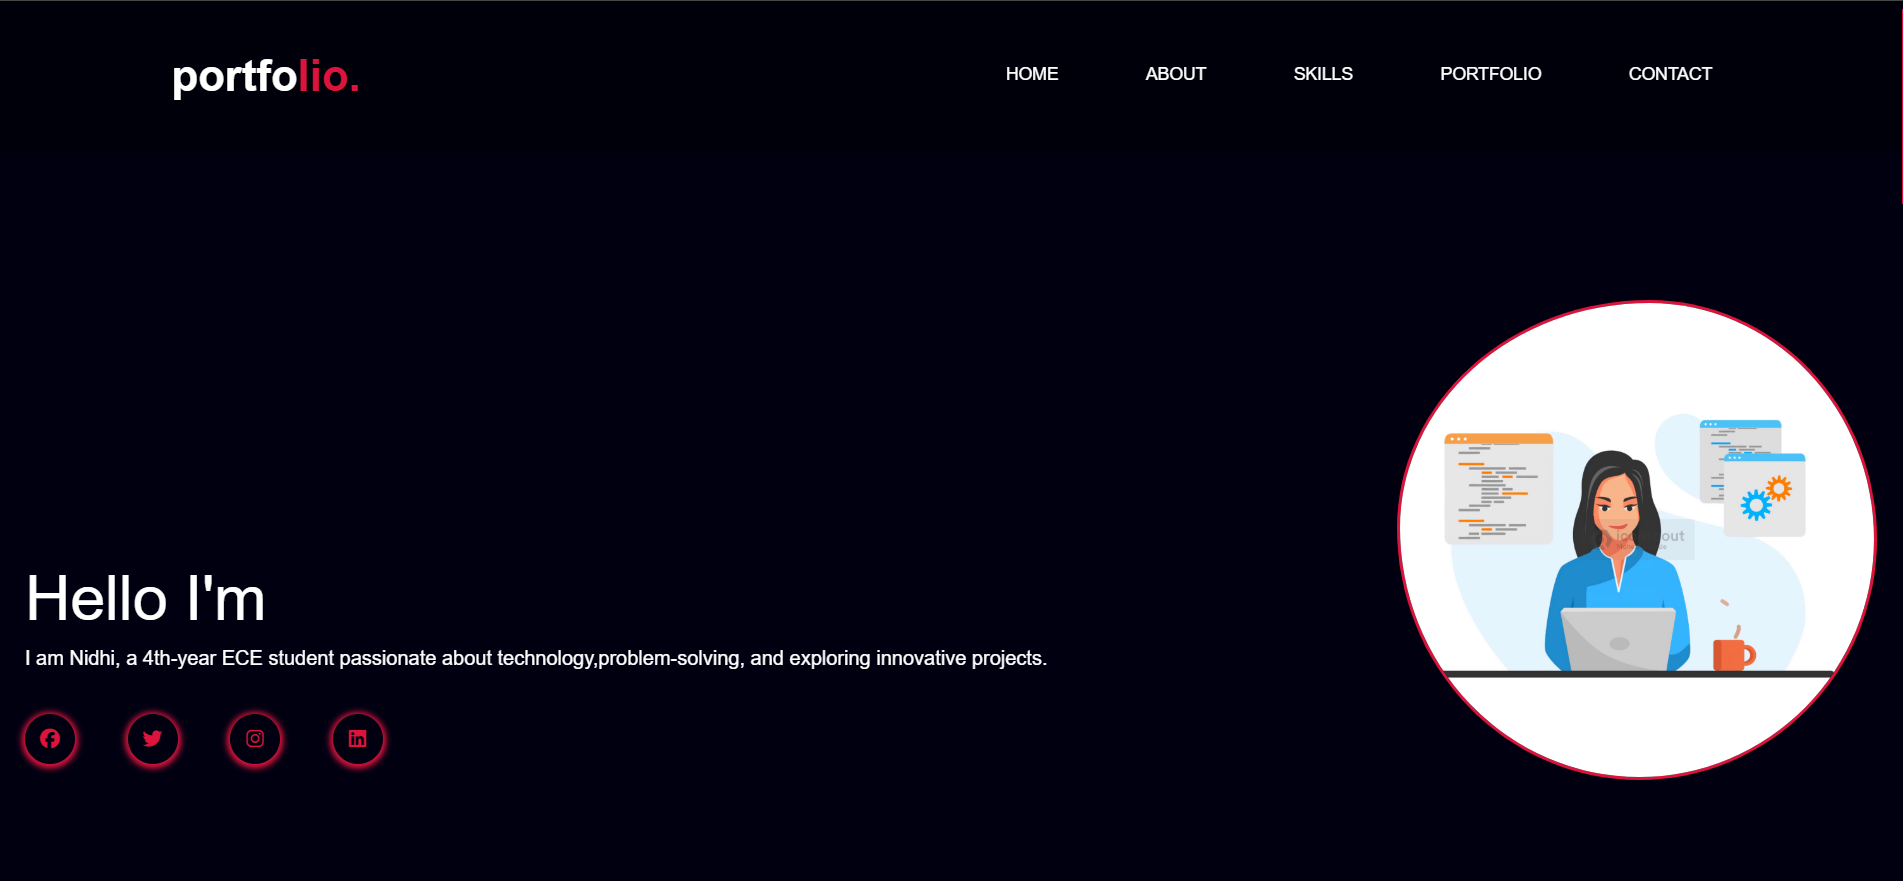 portfolio.
HOME ABOUT SKILLS PORTFOLIO CONTACT
Hello I'm
I am Nidhi, a 4th-year ECE student passionate about technology,problem-solving, and exploring innovative projects.